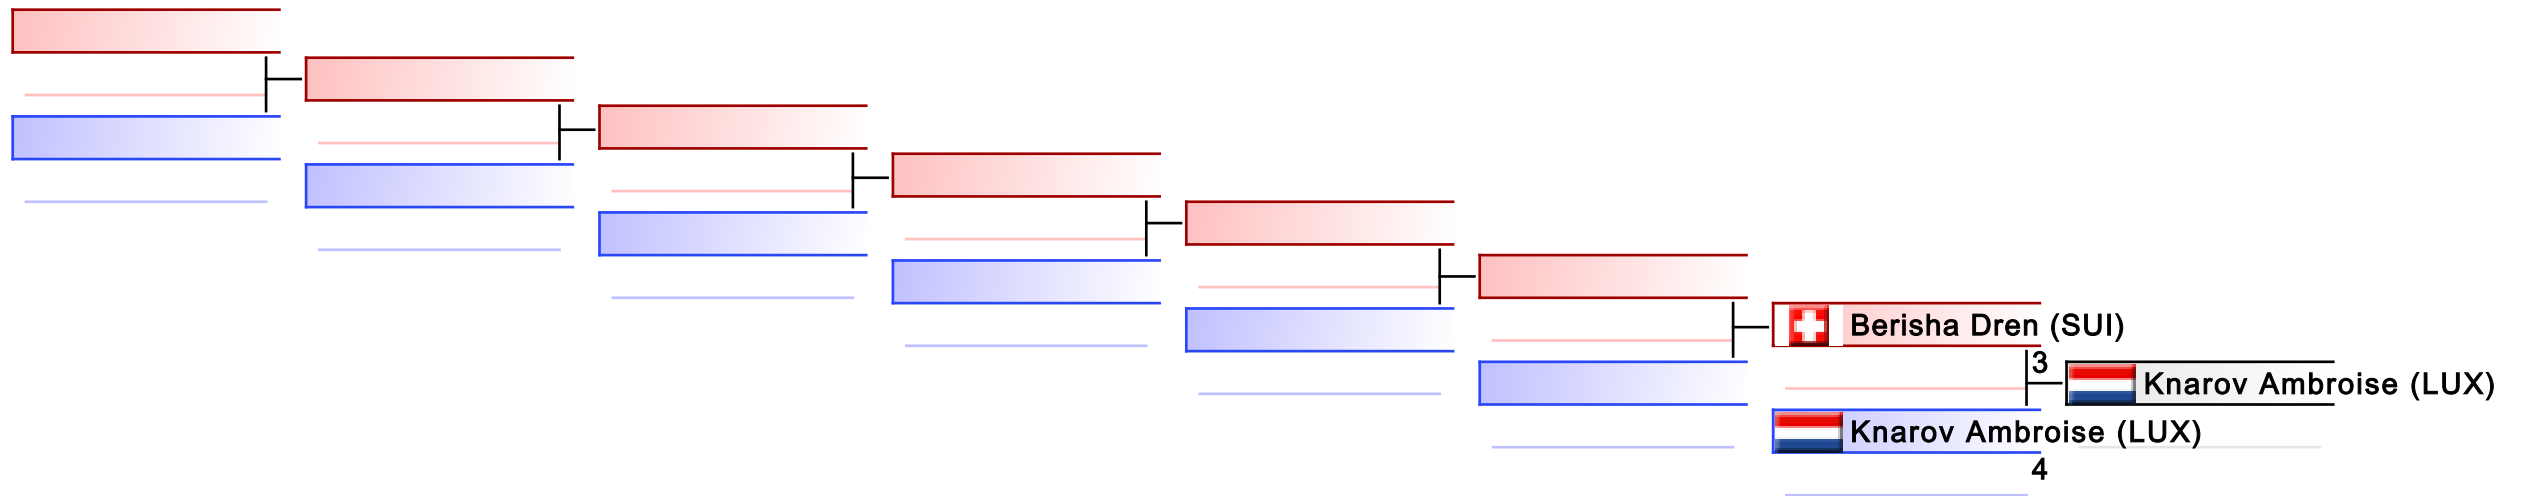 Berisha Dren (SUI)
3
Knarov Ambroise (LUX)
Knarov Ambroise (LUX)
4